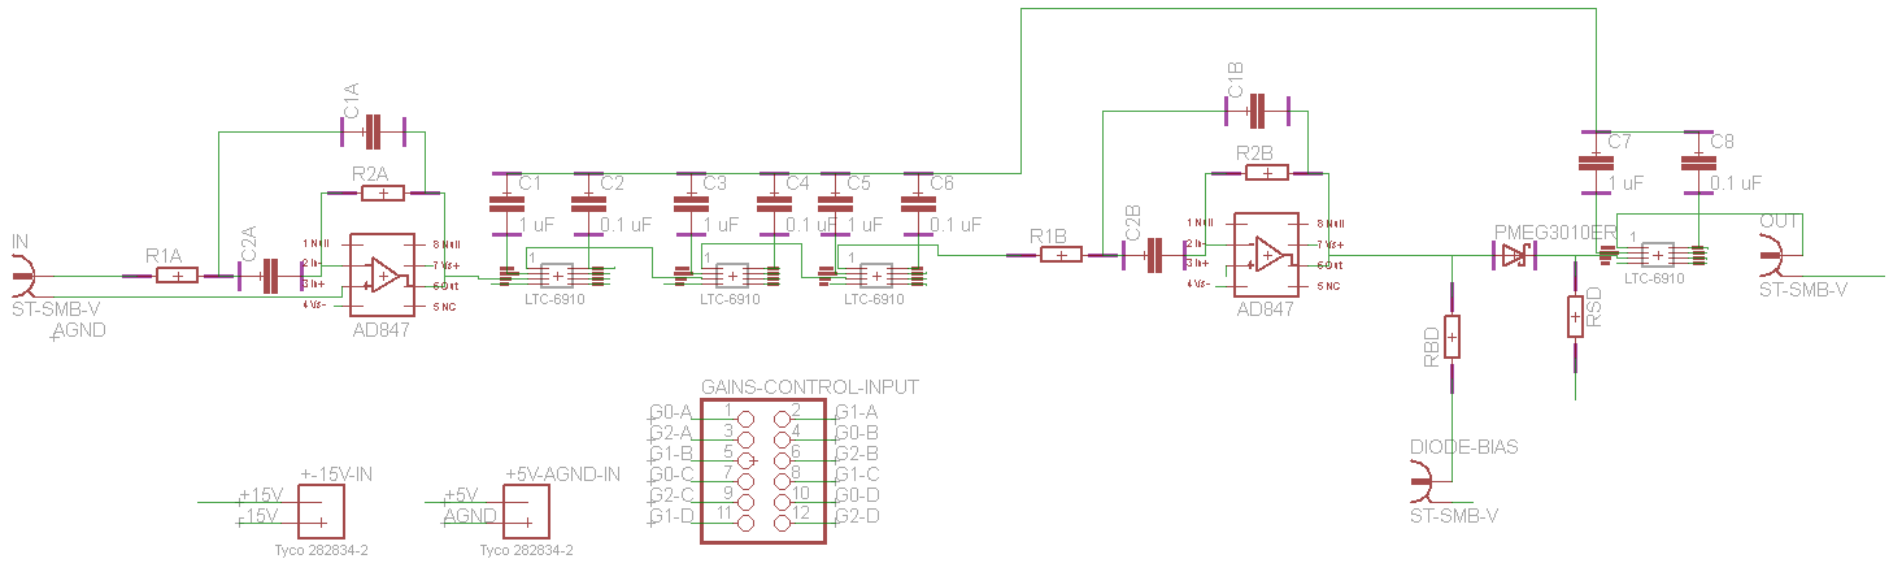 C1A
R2A
C1 C2 C3 C4 C5 C6
1 uF 0.1 uF 1 uF 0.1 uF 1 uF 0.1 uF
C1B
R2B
C7 C8
1 uF 0.1 uF
IN
R1A
C2A
ST-SMB-V
AGND
1 Null
2 In-
3 In+
4 Vs-
8 Null
7 Vs+
6 Out
5 NC
AD847
1
LTC-6910
1
LTC-6910
1
LTC-6910
R1B
C2B
1 Null
2 In-
3 In+
4 Vs-
8 Null
7 Vs+
6 Out
5 NC
AD847
PMEG3010ER
1
LTC-6910
OUT
ST-SMB-V
RBD
RSD
DIODE-BIAS
ST-SMB-V
GAINS-CONTROL-INPUT
G0-A 1 2 G1-A
G2-A 3 4 G0-B
G1-B 5 6 G2-B
G0-C 7 8 G1-C
G2-C 9 10 G0-D
G1-D 11 12 G2-D
+-15V-IN
+15V
-15V
Tyco 282834-2
+5V-AGND-IN
+5V
AGND
Tyco 282834-2